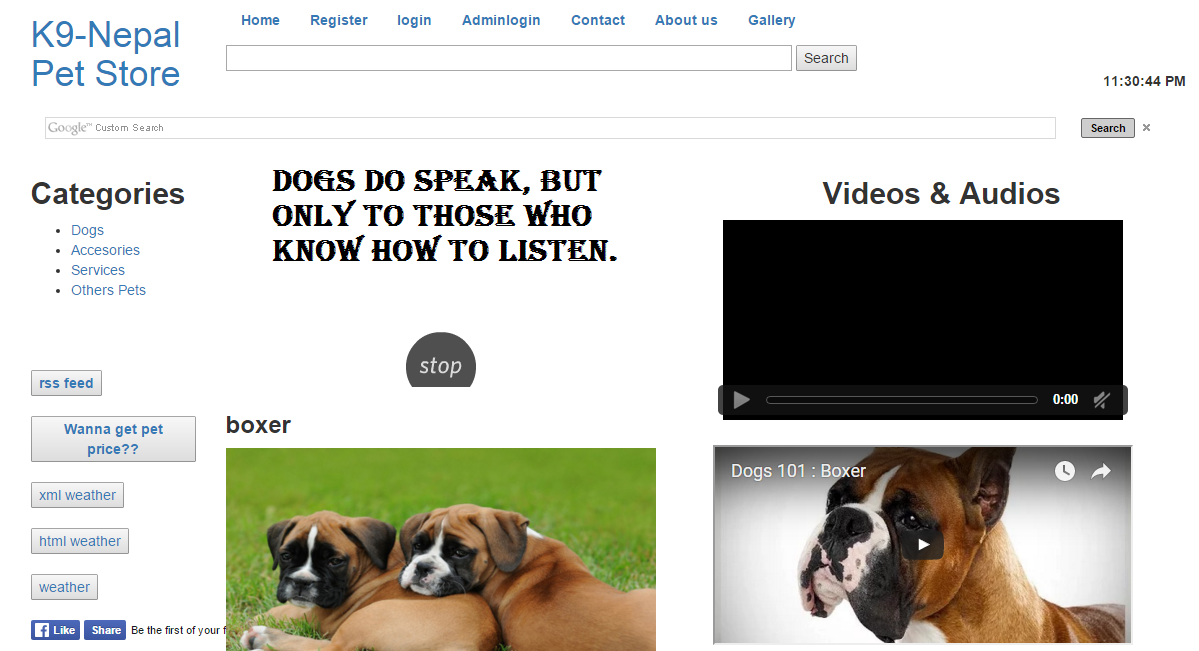 K9-Nepal
Pet Store
Home Register login Adminlogin Contact About us Gallery
Search
11:30:44 PM
Google™ Custom Search
Search ×
Categories
Dogs
Accesories
Services
Others Pets
rss feed
Wanna get pet
price??
xml weather
html weather
weather
Like Share Be the first of your f
DOGS DO SPEAK, BUT
ONLY TO THOSE WHO
KNOW HOW TO LISTEN.
stop
boxer
Videos & Audios
0:00
Dogs 101 : Boxer